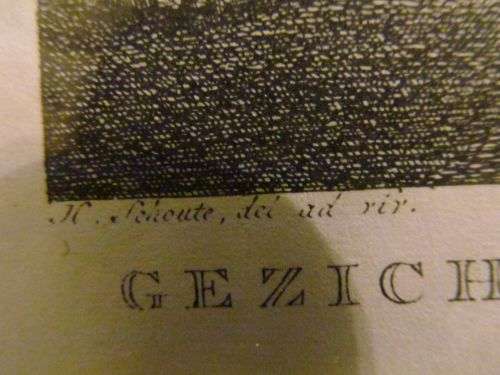 H. Schoute, del ad viv.
GEZICH